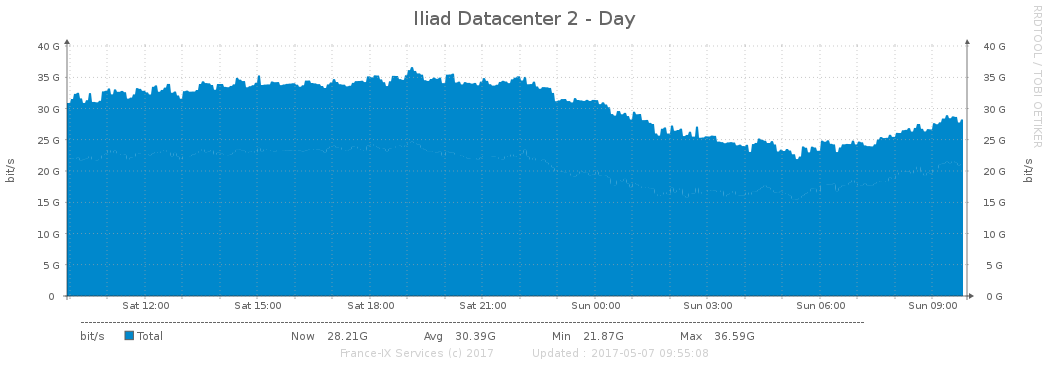 Iliad Datacenter 2 - Day
RRDTOOL / TOBI OETIKER
40 G 40 G
35 G 35 G
30 G 30 G
25 G 25 G
20 G 20 G
15 G 15 G
10 G 10 G
5 G 5 G
0 0 G
bit/s
bit/s
Sat 12:00 Sat 15:00 Sat 18:00 Sat 21:00 Sun 00:00 Sun 03:00 Sun 06:00 Sun 09:00
bit/s Total Now 28.21G Avg 30.39G Min 21.87G Max 36.59G
France-IX Services (c) 2017 Updated : 2017-05-07 09:55:08